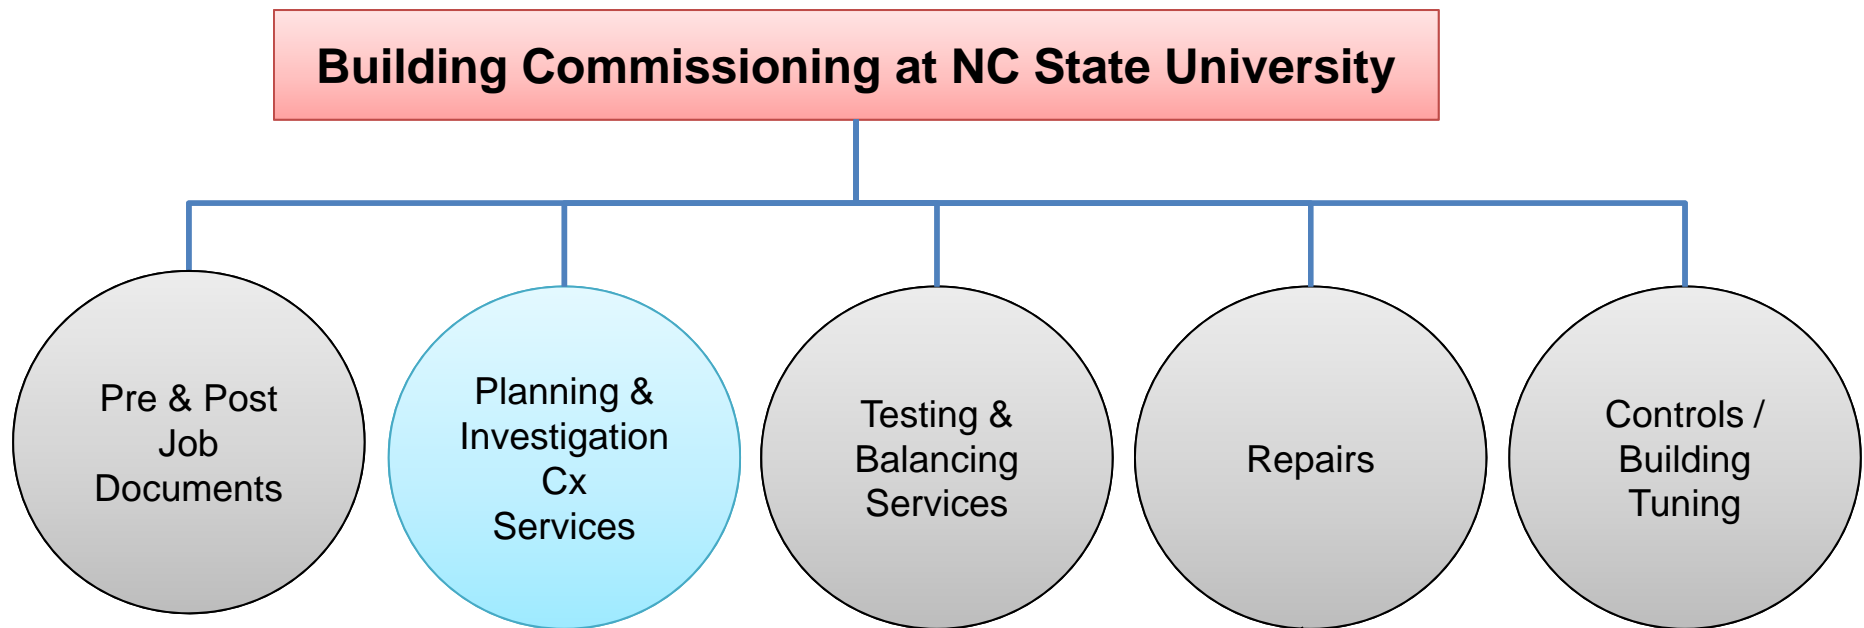 Building Commissioning at NC State University
Pre & Post
Job
Documents
Planning &
Investigation
Cx
Services
Testing &
Balancing
Services
Repairs
Controls /
Building
Tuning